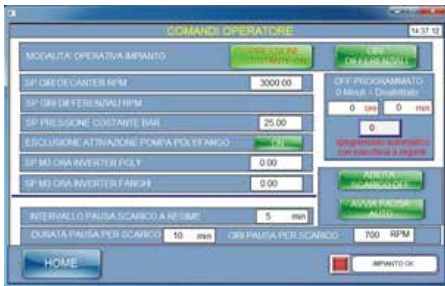 COMANDI OPERATORE
14:37:12
MODALITA' OPERATIVA IMPIANTO
PRESSIONE COSTANTE ON
GIRI DIFFERENZIALI
SP GIRI DECANTER RPM 3000.00
SP GIRI DIFFERENZIALI RPM
SP PRESSIONE COSTANTE BAR 25.00
ESCLUSIONE ATTIVAZIONE POMPA POLY/FANGO ON
SP M3 ORA INVERTER POLY 0.00
SP M3 ORA INVERTER FANGHI 0.00
OFF PROGRAMMATO
0 Minuti = Disabilitato
0 ore 0 min
0
spegnimento automatico
con macchina a regime
SCARICO OFF
AVVIA PAUSA AUTO
INTERVALLO PAUSA SCARICO A REGIME 5 min
DURATA PAUSA PER SCARICO 10 min GIRI PAUSA PER SCARICO 700 RPM
HOME
IMPIANTO OK